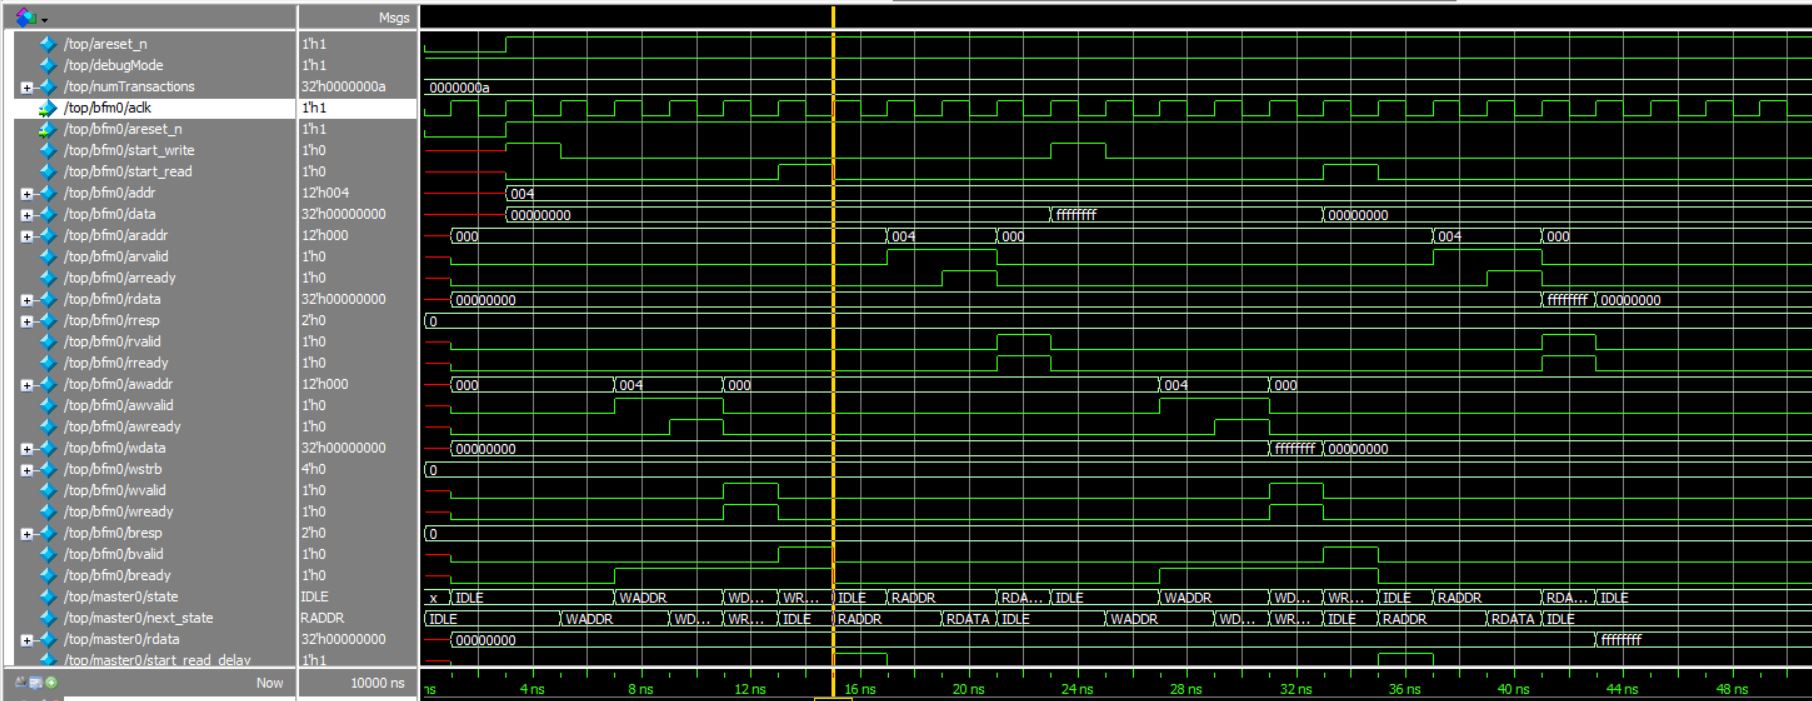 Msgs
/top/areset_n 1'h1
/top/debugMode 1'h1
/top/numTransactions 32'h0000000a 0000000a
/top/bfm0/aclk 1'h1
/top/bfm0/areset_n 1'h1
/top/bfm0/start_write 1'h0
/top/bfm0/start_read 1'h0
/top/bfm0/addr 12'h004 004
/top/bfm0/data 32'h00000000 00000000 ffffffff 00000000
/top/bfm0/araddr 12'h000 000 004 000 004 000
/top/bfm0/arvalid 1'h0
/top/bfm0/arready 1'h0
/top/bfm0/rdata 32'h00000000 00000000 ffffffff 00000000
/top/bfm0/rresp 2'h0 0
/top/bfm0/rvalid 1'h0
/top/bfm0/rready 1'h0
/top/bfm0/awaddr 12'h000 000 004 000 004 000
/top/bfm0/awvalid 1'h0
/top/bfm0/awready 1'h0
/top/bfm0/wdata 32'h00000000 00000000 ffffffff 00000000
/top/bfm0/wstrb 4'h0 0
/top/bfm0/wvalid 1'h0
/top/bfm0/wready 1'h0
/top/bfm0/bresp 2'h0 0
/top/bfm0/bvalid 1'h0
/top/bfm0/bready 1'h0
/top/master0/state IDLE x IDLE WADDR WD... WR... IDLE RADDR RDA... IDLE WADDR WD... WR... IDLE RADDR RDA... IDLE
/top/master0/next_state RADDR IDLE WADDR WD... WR... IDLE RADDR RDATA IDLE WADDR WD... WR... IDLE RADDR RDATA IDLE
/top/master0/rdata 32'h00000000 00000000 ffffffff
/top/master0/start_read_delay 1'h1
Now 10000 ns ns 4 ns 8 ns 12 ns 16 ns 20 ns 24 ns 28 ns 32 ns 36 ns 40 ns 44 ns 48 ns